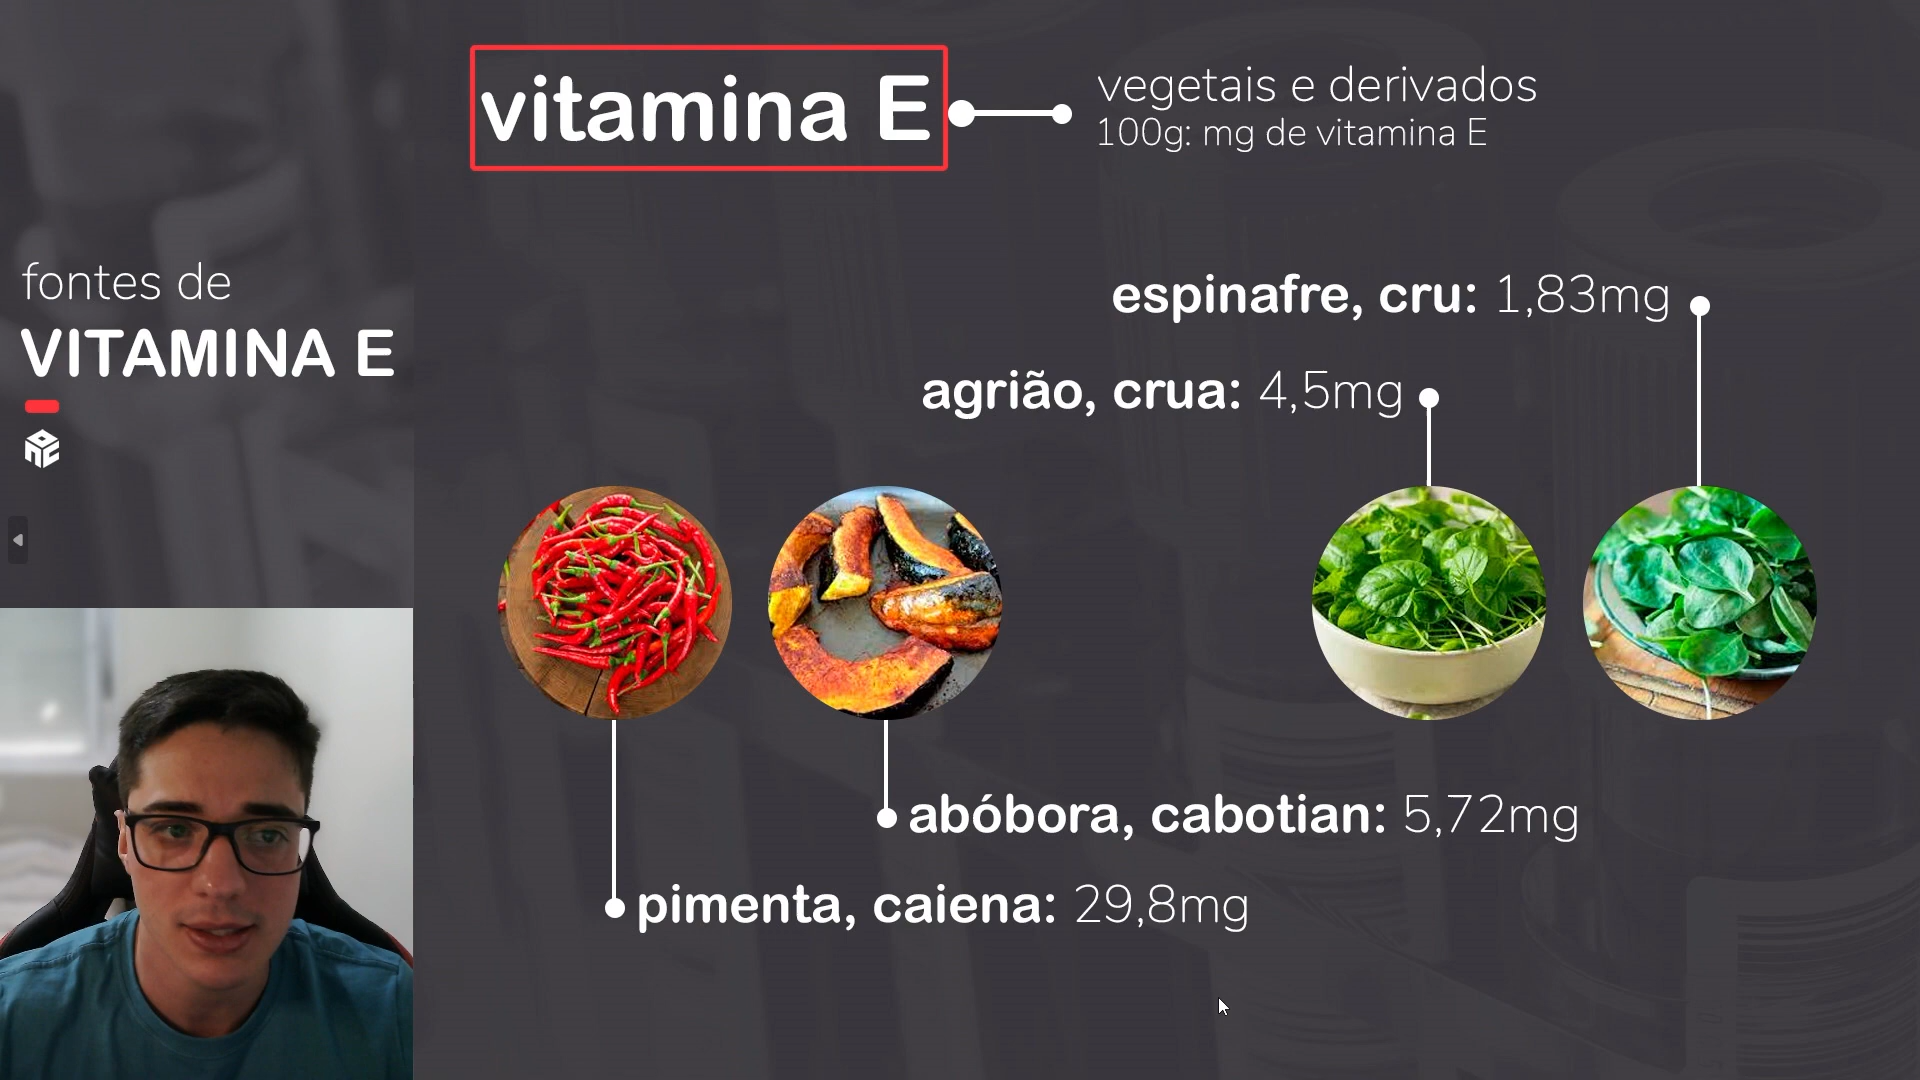 fontes de
VITAMINA E
vitamina E
vegetais e derivados
100g: mg de vitamina E
espinafre, cru: 1,83mg
agrião, crua: 4,5mg
abóbora, cabotian: 5,72mg
pimenta, caiena: 29,8mg